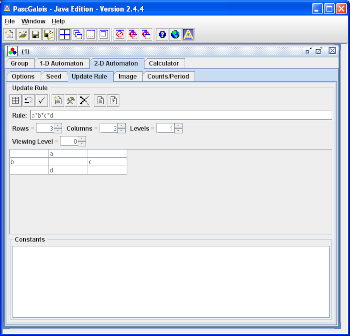 PascGalois - Java Edition - Version 2.4.4
File Window Help
(1)
Group 1-D Automaton 2-D Automaton Calculator
Options Seed Update Rule Image Counts/Period
Update Rule
Rule: a*b*c*d
Rows = 3 Columns = 3 Levels = 1
Viewing Level = 0
a
b c
d
Constants